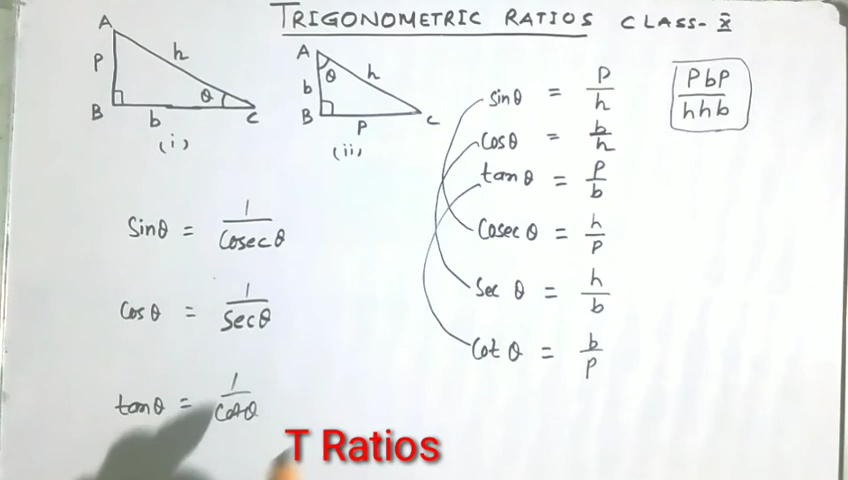 TRIGONOMETRIC RATIOS CLASS-X
A
P
h
θ
B
b
C
(i)
A
θ
h
b
B
P
C
(ii)
sinθ = P/h
cosθ = b/h
tanθ = P/b
Cosec θ = h/P
Sec θ = h/b
Cot θ = b/P
PbP
hhb
Sinθ = 1/Cosecθ
Cosθ = 1/Secθ
tanθ = 1/Cotθ
T Ratios